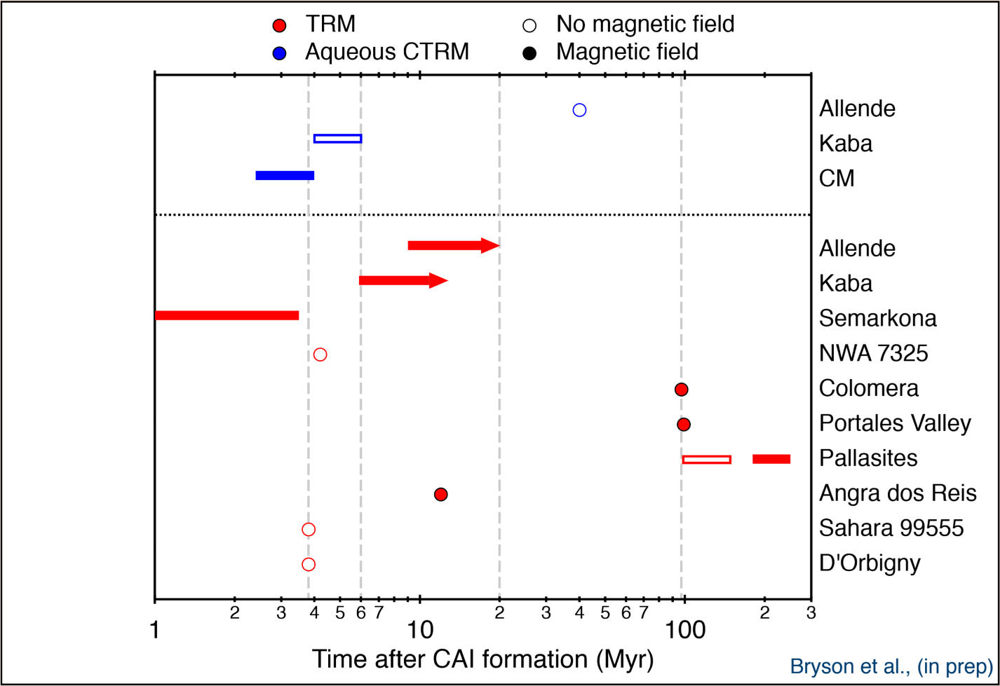 TRM
No magnetic field
Aqueous CTRM
Magnetic field
Allende
Kaba
CM
Allende
Kaba
Semarkona
NWA 7325
Colomera
Portales Valley
Pallasites
Angra dos Reis
Sahara 99555
D'Orbigny
2 3 4 5 6 7 2 3 4 5 6 7 2 3
1 10 100
Time after CAI formation (Myr)
Bryson et al., (in prep)